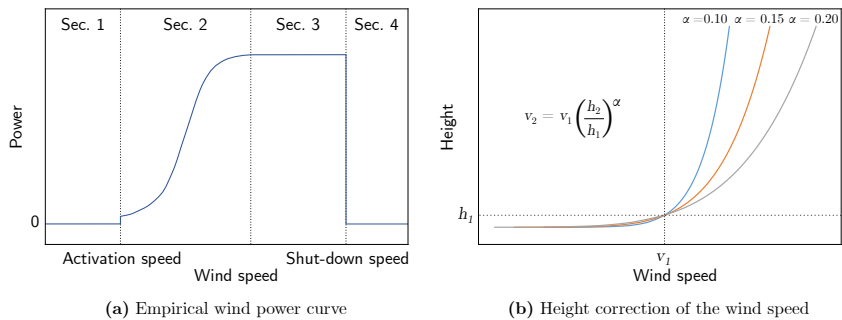 Sec. 1 Sec. 2 Sec. 3 Sec. 4
Power
0
Activation speed Shut-down speed
Wind speed
(a) Empirical wind power curve
α=0.10 α = 0.15 α = 0.20
v₂ = v₁(h₂/h₁)^α
Height
h₁
v₁
Wind speed
(b) Height correction of the wind speed